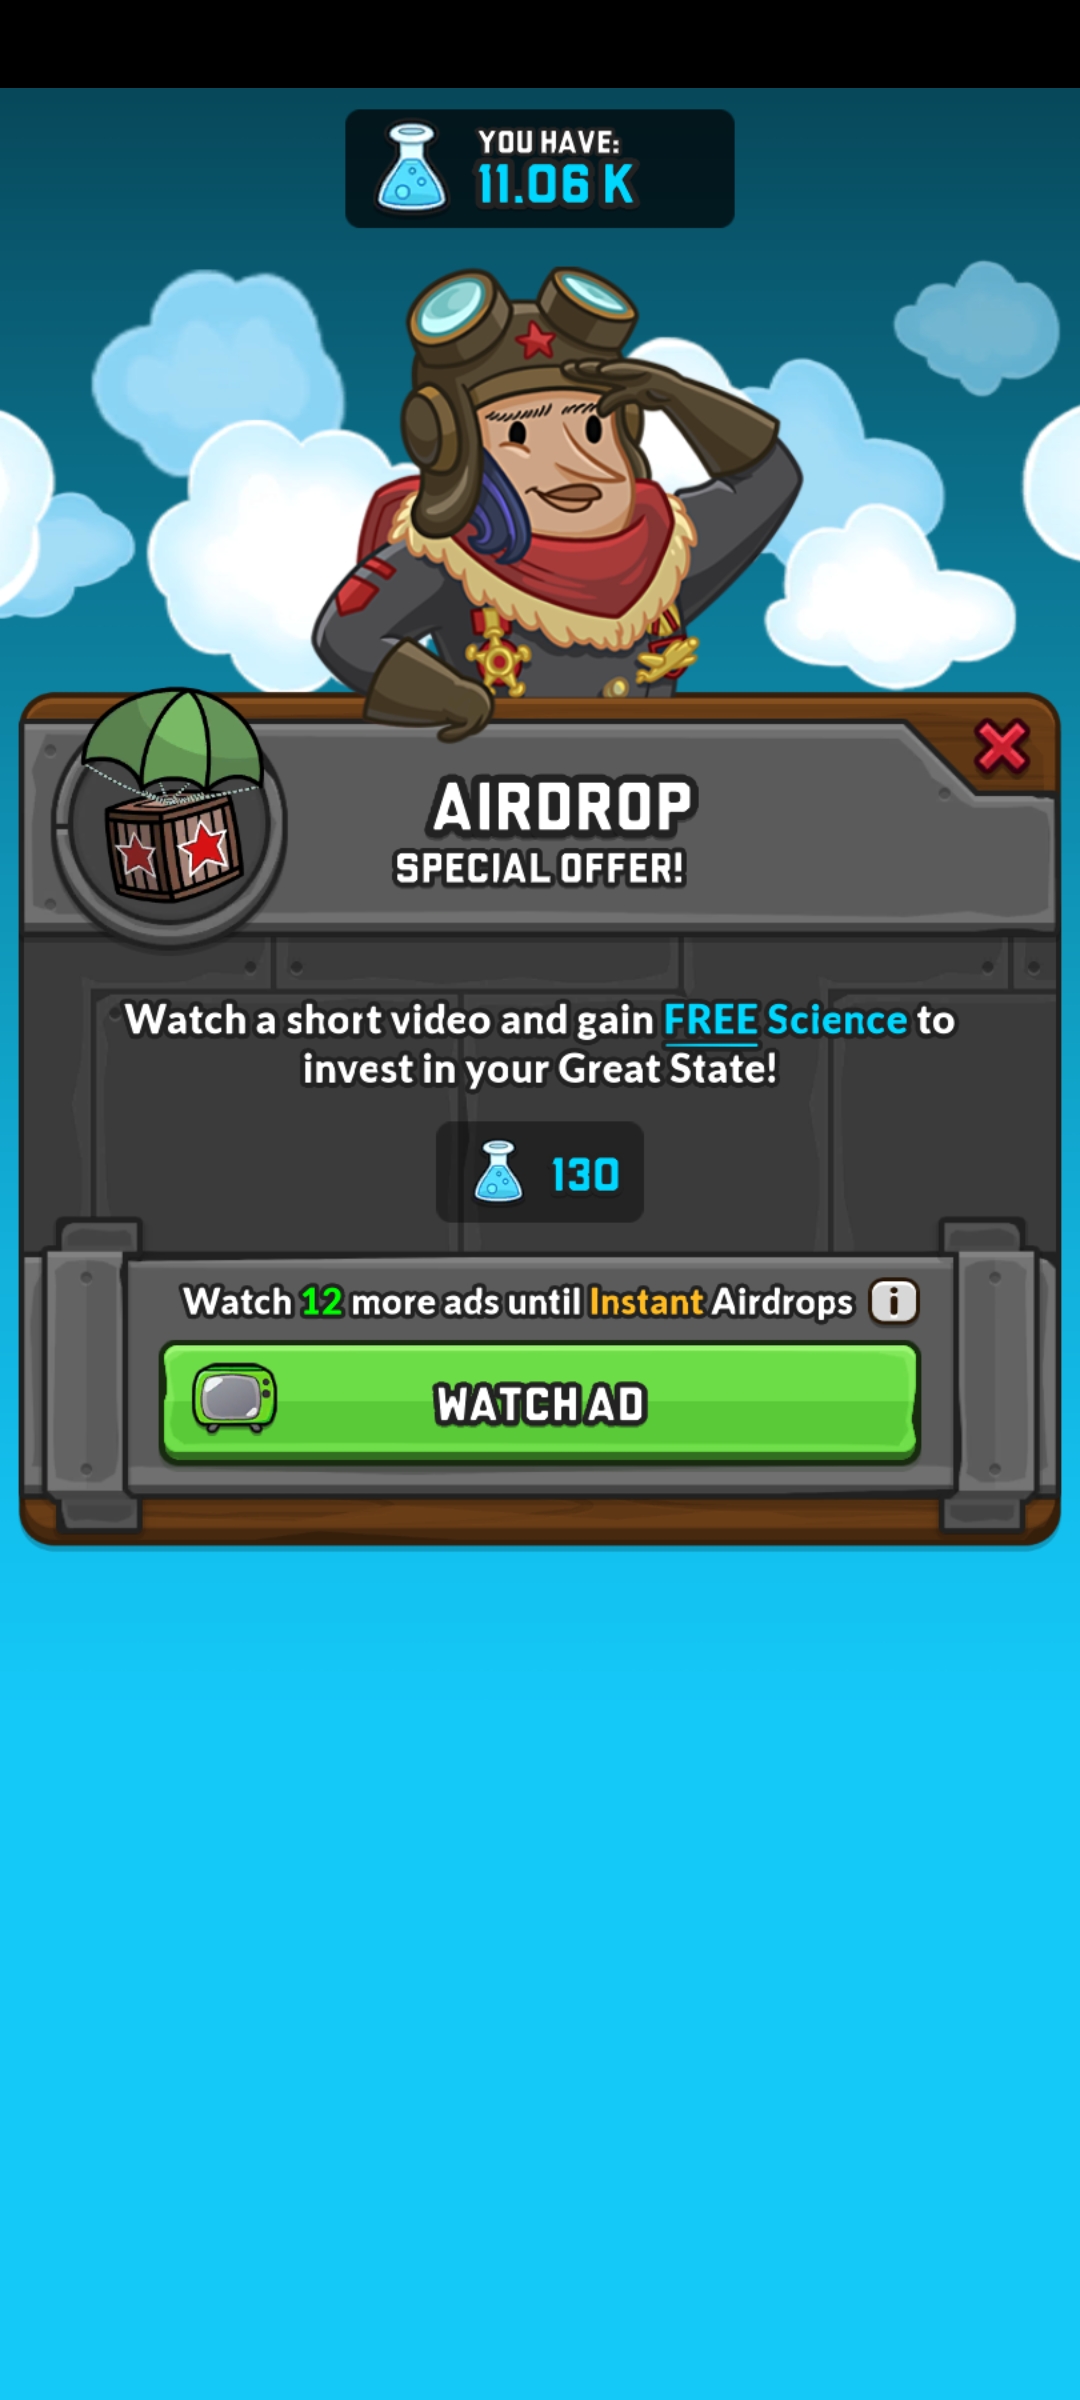 YOU HAVE:
11.06 K
AIRDROP
SPECIAL OFFER!
Watch a short video and gain FREE Science to
invest in your Great State!
130
Watch 12 more ads until Instant Airdrops i
WATCH AD